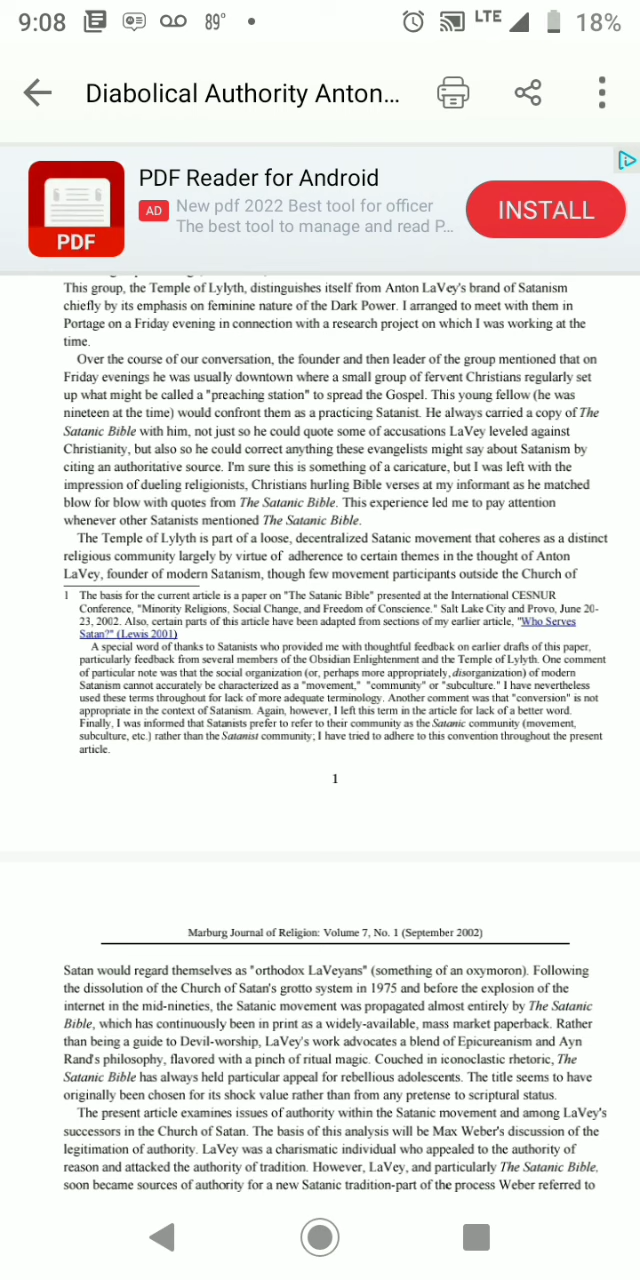 9:08 89° LTE 18%
Diabolical Authority Anton...
PDF Reader for Android
AD New pdf 2022 Best tool for officer
The best tool to manage and read P...
INSTALL
PDF
This group, the Temple of Lylyth, distinguishes itself from Anton LaVey's brand of Satanism
chiefly by its emphasis on feminine nature of the Dark Power. I arranged to meet with them in
Portage on a Friday evening in connection with a research project on which I was working at the
time.
Over the course of our conversation, the founder and then leader of the group mentioned that on
Friday evenings he was usually downtown where a small group of fervent Christians regularly set
up what might be called a "preaching station" to spread the Gospel. This young fellow (he was
nineteen at the time) would confront them as a practicing Satanist. He always carried a copy of The
Satanic Bible with him, not just so he could quote some of accusations LaVey leveled against
Christianity, but also so he could correct anything these evangelists might say about Satanism by
citing an authoritative source. I'm sure this is something of a caricature, but I was left with the
impression of dueling religionists, Christians hurling Bible verses at my informant as he matched
blow for blow with quotes from The Satanic Bible. This experience led me to pay attention
whenever other Satanists mentioned The Satanic Bible.
The Temple of Lylyth is part of a loose, decentralized Satanic movement that coheres as a distinct
religious community largely by virtue of adherence to certain themes in the thought of Anton
LaVey, founder of modern Satanism, though few movement participants outside the Church of
1 The basis for the current article is a paper on "The Satanic Bible" presented at the International CESNUR
Conference, "Minority Religions, Social Change, and Freedom of Conscience." Salt Lake City and Provo, June 20-
23, 2002. Also, certain parts of this article have been adapted from sections of my earlier article, "Who Serves
Satan?" (Lewis 2001)
A special word of thanks to Satanists who provided me with thoughtful feedback on earlier drafts of this paper,
particularly feedback from several members of the Obsidian Enlightenment and the Temple of Lylyth. One comment
of particular note was that the social organization (or, perhaps more appropriately, disorganization) of modern
Satanism cannot accurately be characterized as a "movement," "community" or "subculture." I have nevertheless
used these terms throughout for lack of more adequate terminology. Another comment was that "conversion" is not
appropriate in the context of Satanism. Again, however, I left this term in the article for lack of a better word.
Finally, I was informed that Satanists prefer to refer to their community as the Satanic community (movement,
subculture, etc.) rather than the Satanist community; I have tried to adhere to this convention throughout the present
article.
1
Marburg Journal of Religion: Volume 7, No. 1 (September 2002)
Satan would regard themselves as "orthodox LaVeyans" (something of an oxymoron). Following
the dissolution of the Church of Satan's grotto system in 1975 and before the explosion of the
internet in the mid-nineties, the Satanic movement was propagated almost entirely by The Satanic
Bible, which has continuously been in print as a widely-available, mass market paperback. Rather
than being a guide to Devil-worship, LaVey's work advocates a blend of Epicureanism and Ayn
Rand's philosophy, flavored with a pinch of ritual magic. Couched in iconoclastic rhetoric, The
Satanic Bible has always held particular appeal for rebellious adolescents. The title seems to have
originally been chosen for its shock value rather than from any pretense to scriptural status.
The present article examines issues of authority within the Satanic movement and among LaVey's
successors in the Church of Satan. The basis of this analysis will be Max Weber's discussion of the
legitimation of authority. LaVey was a charismatic individual who appealed to the authority of
reason and attacked the authority of tradition. However, LaVey, and particularly The Satanic Bible,
soon became sources of authority for a new Satanic tradition-part of the process Weber referred to